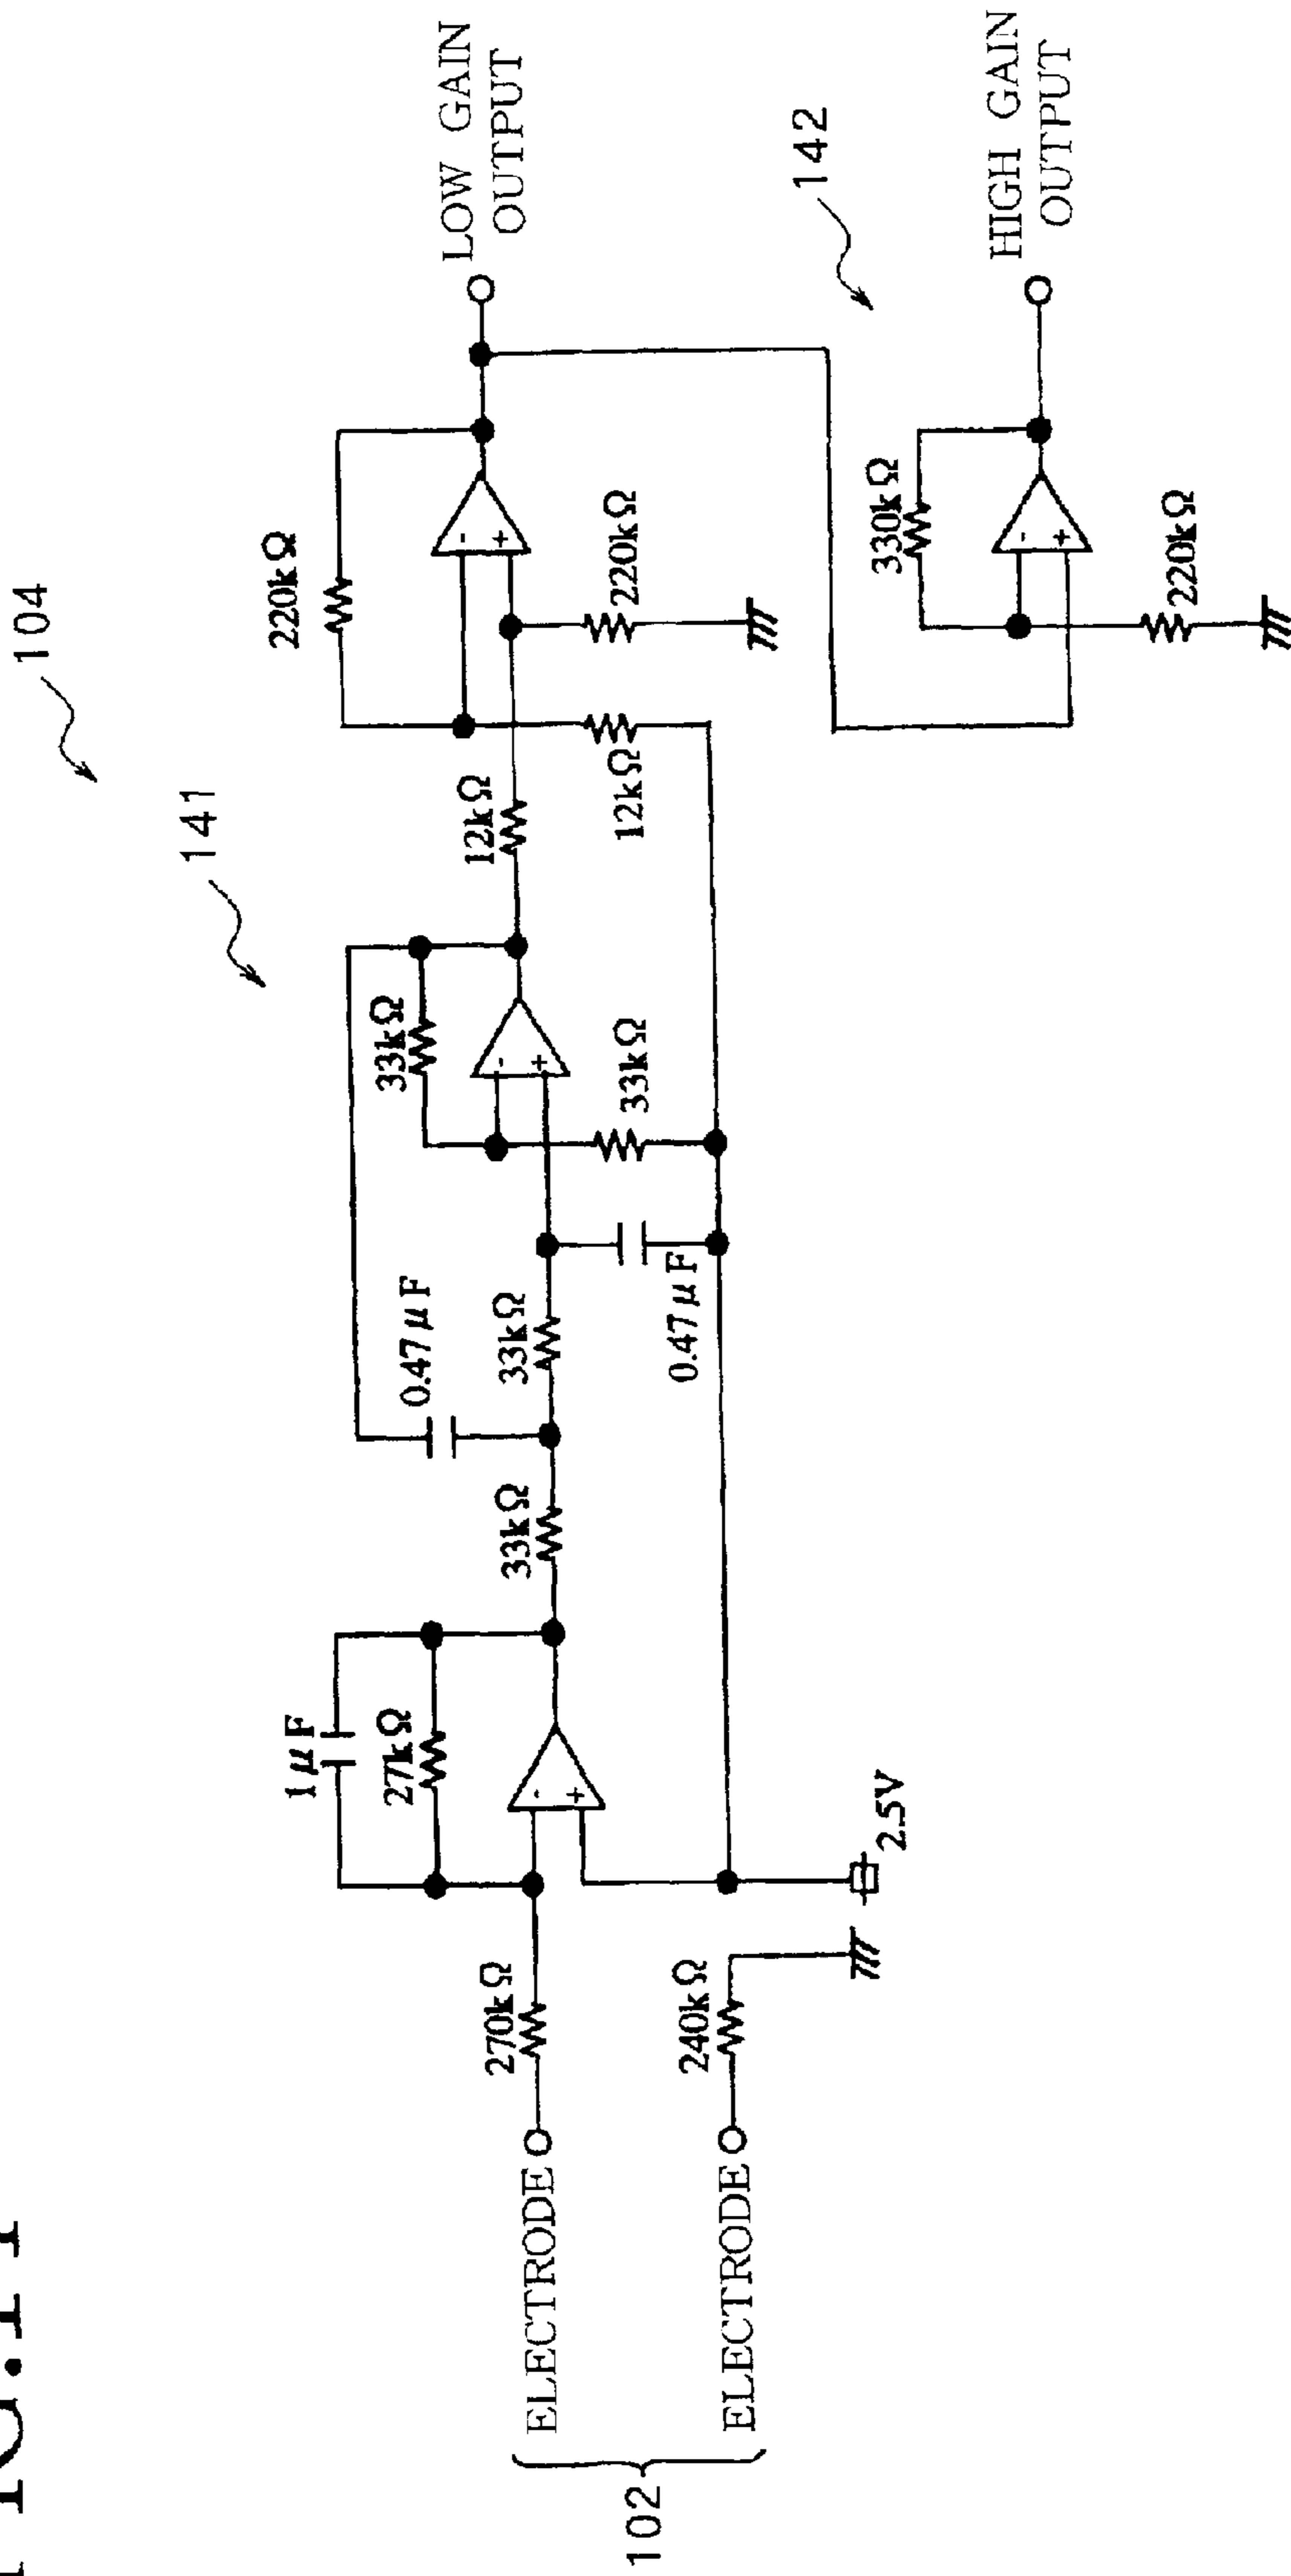 104
141
142
1μF
27kΩ
270kΩ
ELECTRODE
240kΩ
ELECTRODE
102
2.5V
33kΩ
0.47μF
33kΩ
0.47μF
33kΩ
33kΩ
12kΩ
12kΩ
220kΩ
220kΩ
LOW GAIN
OUTPUT
330kΩ
220kΩ
HIGH GAIN
OUTPUT
- +
- +
- +
- +